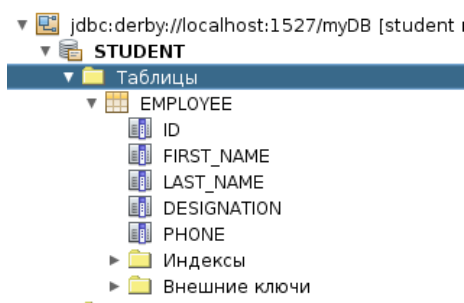 jdbc:derby://localhost:1527/myDB [student
STUDENT
Таблицы
EMPLOYEE
ID
FIRST_NAME
LAST_NAME
DESIGNATION
PHONE
Индексы
Внешние ключи